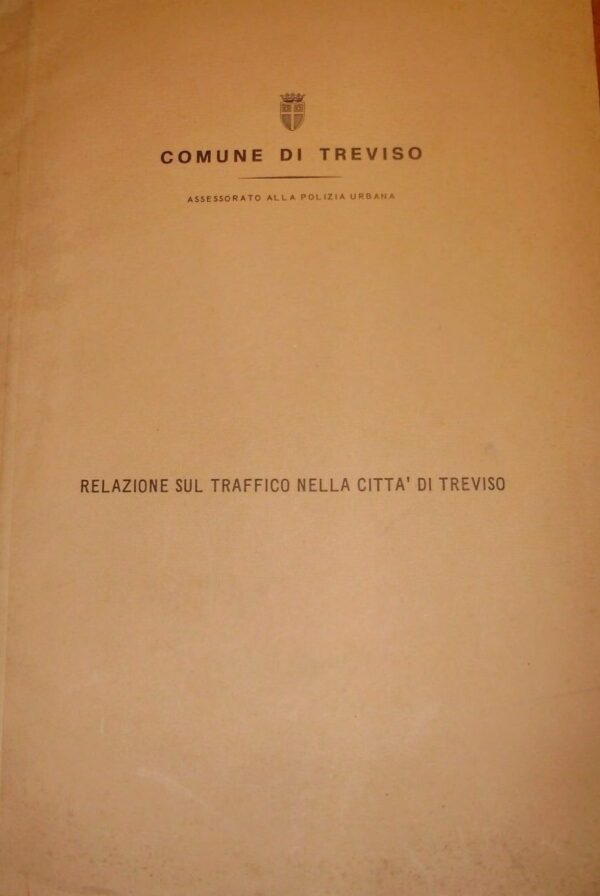 COMUNE DI TREVISO
ASSESSORATO ALLA POLIZIA URBANA
RELAZIONE SUL TRAFFICO NELLA CITTA' DI TREVISO